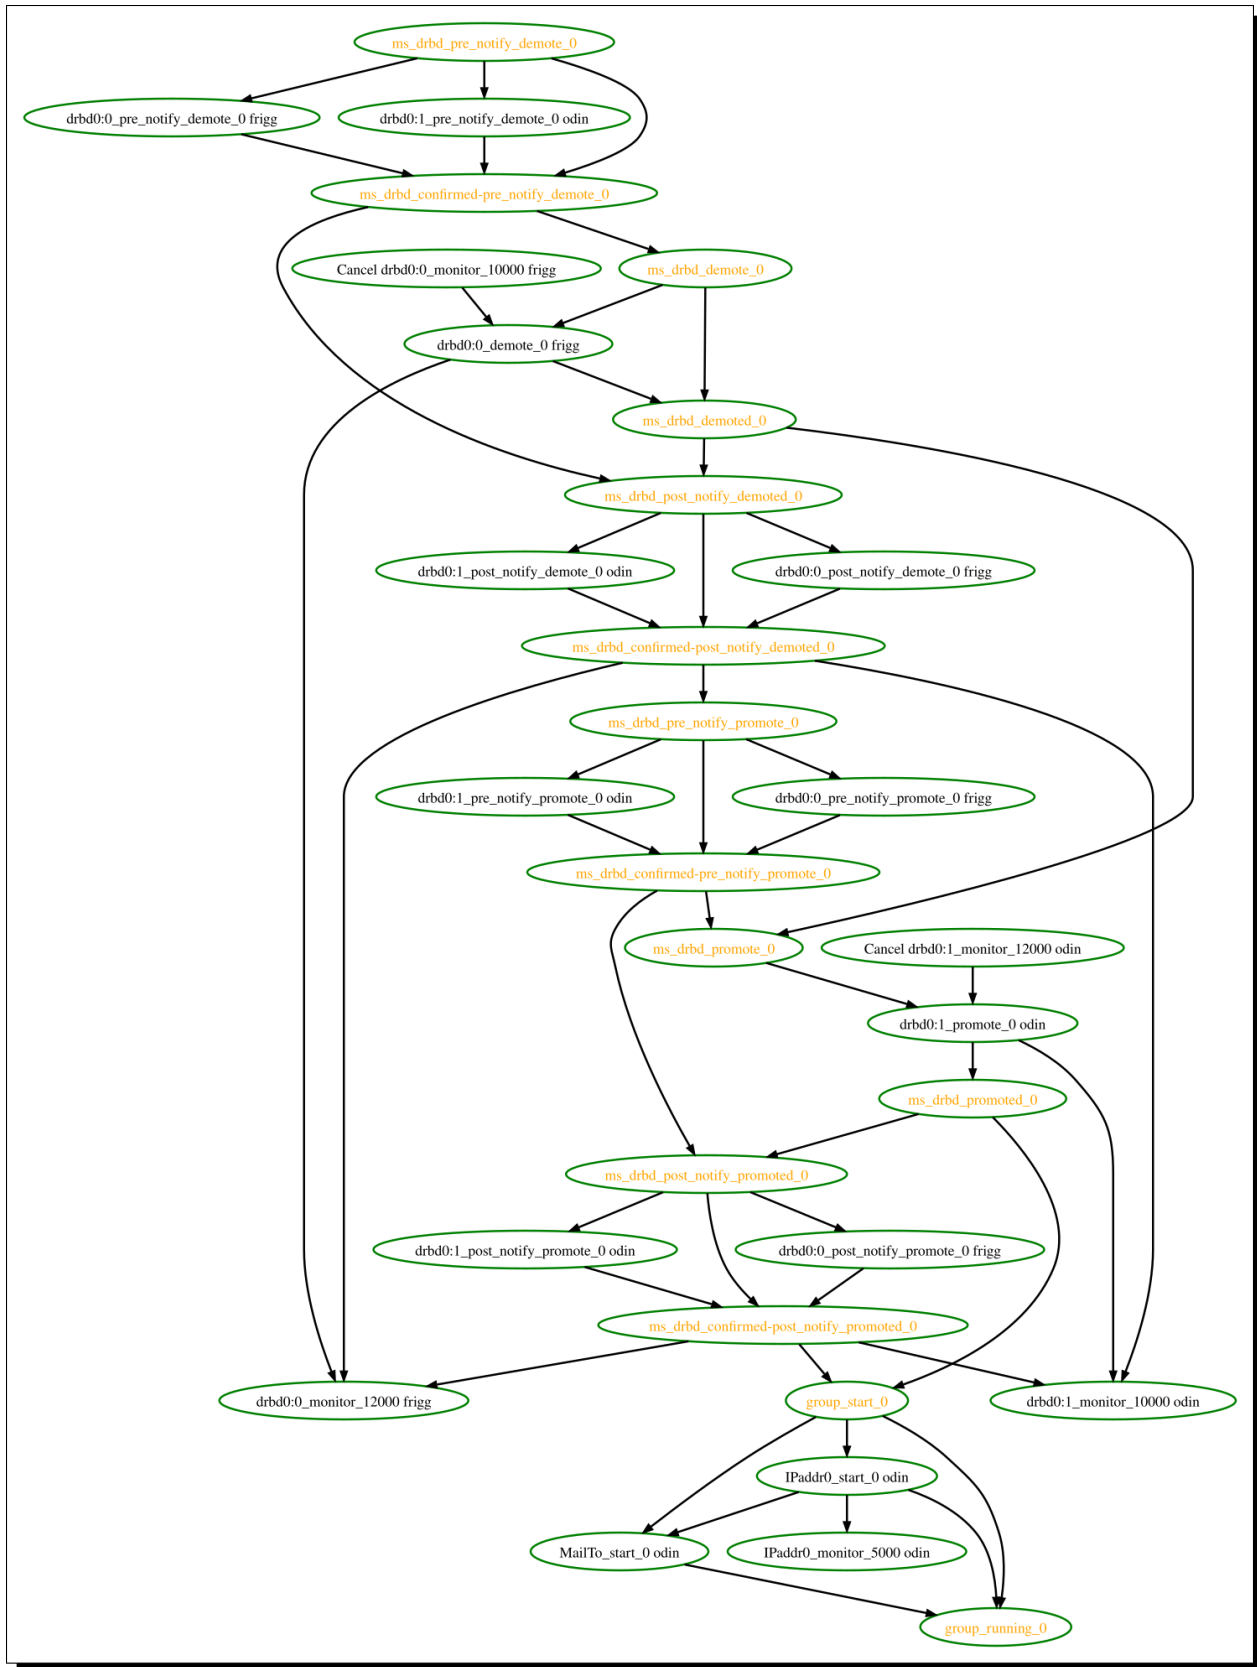 ms_drbd_pre_notify_demote_0
drbd0:0_pre_notify_demote_0 frigg
drbd0:1_pre_notify_demote_0 odin
ms_drbd_confirmed-pre_notify_demote_0
Cancel drbd0:0_monitor_10000 frigg
ms_drbd_demote_0
drbd0:0_demote_0 frigg
ms_drbd_demoted_0
ms_drbd_post_notify_demoted_0
drbd0:1_post_notify_demote_0 odin
drbd0:0_post_notify_demote_0 frigg
ms_drbd_confirmed-post_notify_demoted_0
ms_drbd_pre_notify_promote_0
drbd0:1_pre_notify_promote_0 odin
drbd0:0_pre_notify_promote_0 frigg
ms_drbd_confirmed-pre_notify_promote_0
ms_drbd_promote_0
Cancel drbd0:1_monitor_12000 odin
drbd0:1_promote_0 odin
ms_drbd_promoted_0
ms_drbd_post_notify_promoted_0
drbd0:1_post_notify_promote_0 odin
drbd0:0_post_notify_promote_0 frigg
ms_drbd_confirmed-post_notify_promoted_0
drbd0:0_monitor_12000 frigg
group_start_0
drbd0:1_monitor_10000 odin
IPaddr0_start_0 odin
MailTo_start_0 odin
IPaddr0_monitor_5000 odin
group_running_0